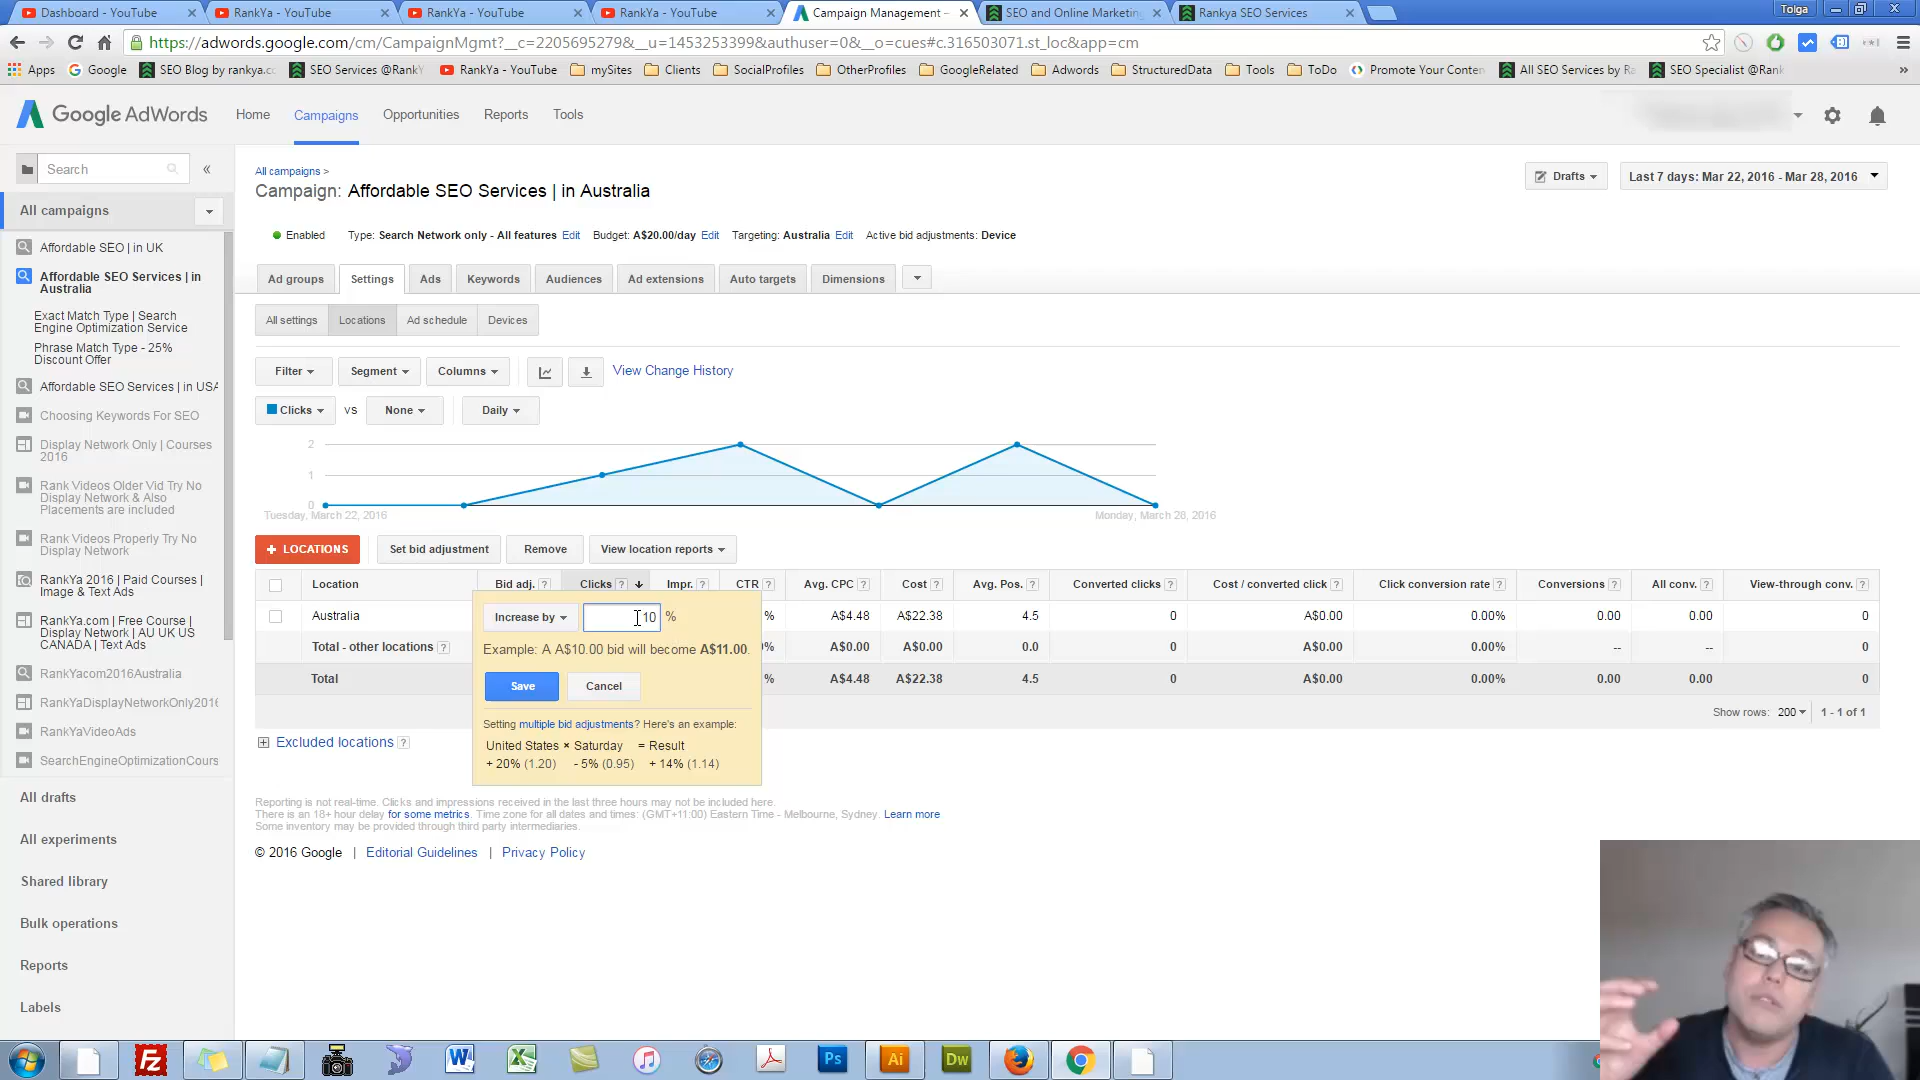 Dashboard - YouTube
RankYa - YouTube
RankYa - YouTube
RankYa - YouTube
Campaign Management –
SEO and Online Marketing
Rankya SEO Services
Tolga
https://adwords.google.com/cm/CampaignMgmt?__c=2205695279&__u=1453253399&authuser=0&__o=cues#c.316503071.st_loc&app=cm
Apps
Google
SEO Blog by rankya.c
SEO Services @RankY
RankYa - YouTube
mySites
Clients
SocialProfiles
OtherProfiles
GoogleRelated
Adwords
StructuredData
Tools
ToDo
Promote Your Conten
All SEO Services by Ra
SEO Specialist @Rank
»
Google AdWords
Home
Campaigns
Opportunities
Reports
Tools
Search
«
All campaigns >
Campaign: Affordable SEO Services | in Australia
Drafts
Last 7 days: Mar 22, 2016 - Mar 28, 2016
Enabled
Type: Search Network only - All features Edit
Budget: A$20.00/day Edit
Targeting: Australia Edit
Active bid adjustments: Device
All campaigns
Affordable SEO | in UK
Affordable SEO Services | in
Australia
Exact Match Type | Search
Engine Optimization Service
Phrase Match Type - 25%
Discount Offer
Affordable SEO Services | in USA
Choosing Keywords For SEO
Display Network Only | Courses
2016
Rank Videos Older Vid Try No
Display Network & Also
Placements are included
Rank Videos Properly Try No
Display Network
RankYa 2016 | Paid Courses |
Image & Text Ads
RankYa.com | Free Course |
Display Network | AU UK US
CANADA | Text Ads
RankYacom2016Australia
RankYaDisplayNetworkOnly2016
RankYaVideoAds
SearchEngineOptimizationCours
All drafts
All experiments
Shared library
Bulk operations
Reports
Labels
Ad groups
Settings
Ads
Keywords
Audiences
Ad extensions
Auto targets
Dimensions
All settings
Locations
Ad schedule
Devices
Filter
Segment
Columns
View Change History
Clicks
vs
None
Daily
2
1
0
Tuesday, March 22, 2016
Monday, March 28, 2016
+ LOCATIONS
Set bid adjustment
Remove
View location reports
Location Bid adj. ? Clicks ? Impr. ? CTR ? Avg. CPC ? Cost ? Avg. Pos. ? Converted clicks ? Cost / converted click ? Click conversion rate ? Conversions ? All conv. ? View-through conv. ?
Australia % A$4.48 A$22.38 4.5 0 A$0.00 0.00% 0.00 0.00 0
Total - other locations ? % A$0.00 A$0.00 0.0 0 A$0.00 0.00% -- -- 0
Total % A$4.48 A$22.38 4.5 0 A$0.00 0.00% 0.00 0.00 0
Increase by 10 %
Example: A A$10.00 bid will become A$11.00.
Save
Cancel
Setting multiple bid adjustments? Here's an example:
United States × Saturday = Result
+ 20% (1.20) - 5% (0.95) + 14% (1.14)
Show rows: 200
1 - 1 of 1
Excluded locations ?
Reporting is not real-time. Clicks and impressions received in the last three hours may not be included here.
There is an 18+ hour delay for some metrics. Time zone for all dates and times: (GMT+11:00) Eastern Time - Melbourne, Sydney. Learn more
Some inventory may be provided through third party intermediaries.
© 2016 Google | Editorial Guidelines | Privacy Policy
Fz
W
Ps
Ai
Dw